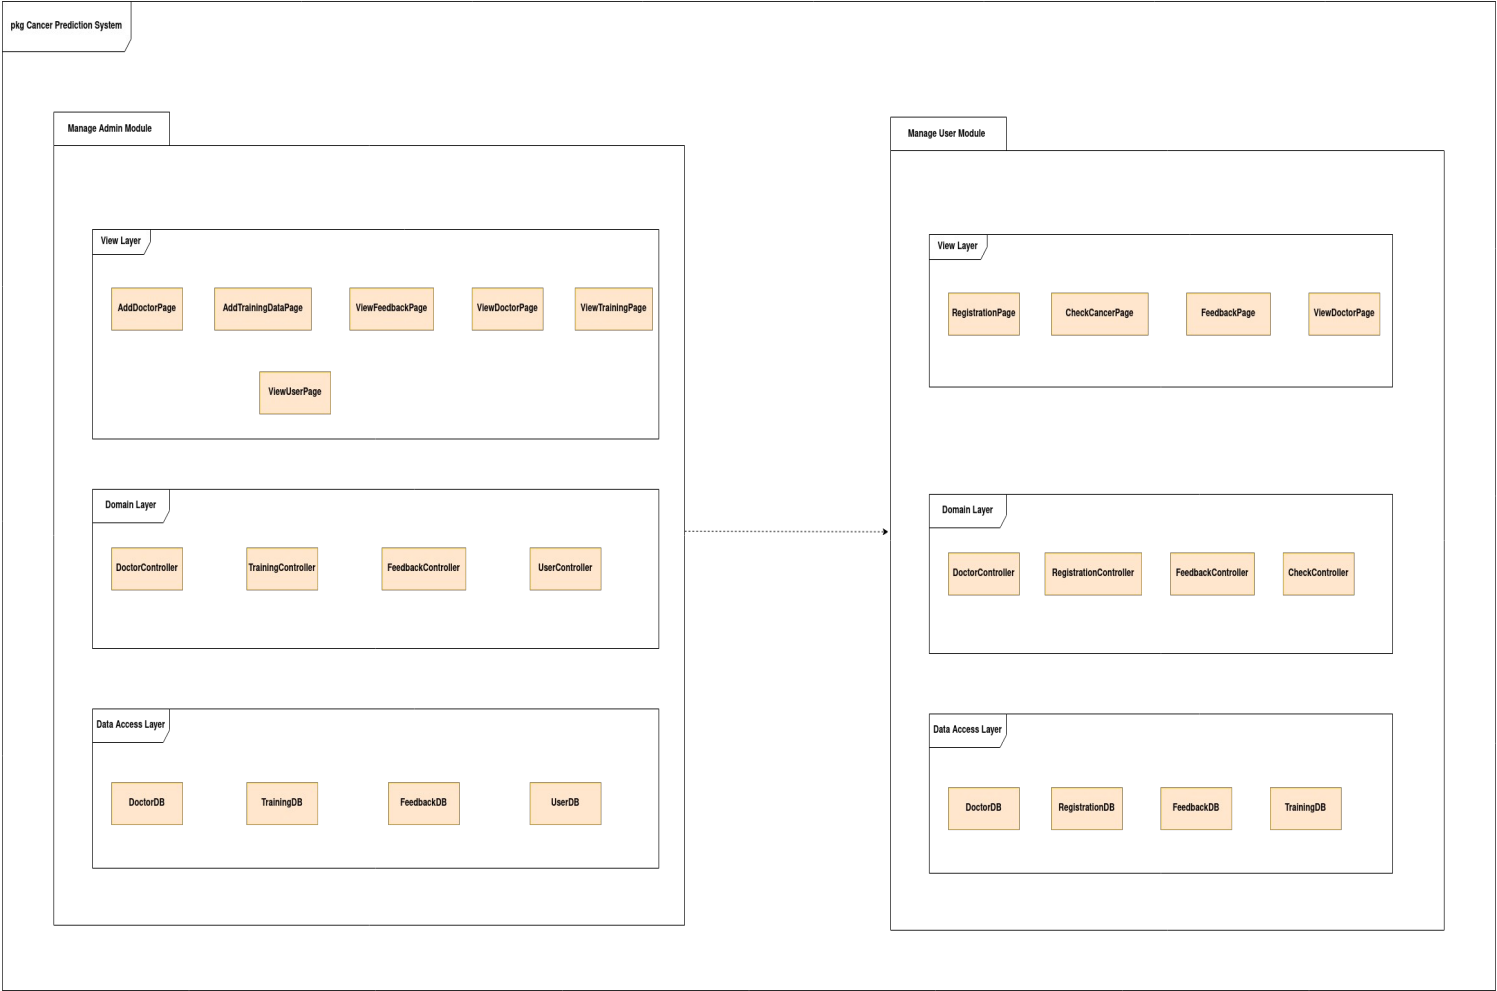 pkg Cancer Prediction System
Manage Admin Module
View Layer
AddDoctorPage
AddTrainingDataPage
ViewFeedbackPage
ViewDoctorPage
ViewTrainingPage
ViewUserPage
Domain Layer
DoctorController
TrainingController
FeedbackController
UserController
Data Access Layer
DoctorDB
TrainingDB
FeedbackDB
UserDB
Manage User Module
View Layer
RegistrationPage
CheckCancerPage
FeedbackPage
ViewDoctorPage
Domain Layer
DoctorController
RegistrationController
FeedbackController
CheckController
Data Access Layer
DoctorDB
RegistrationDB
FeedbackDB
TrainingDB